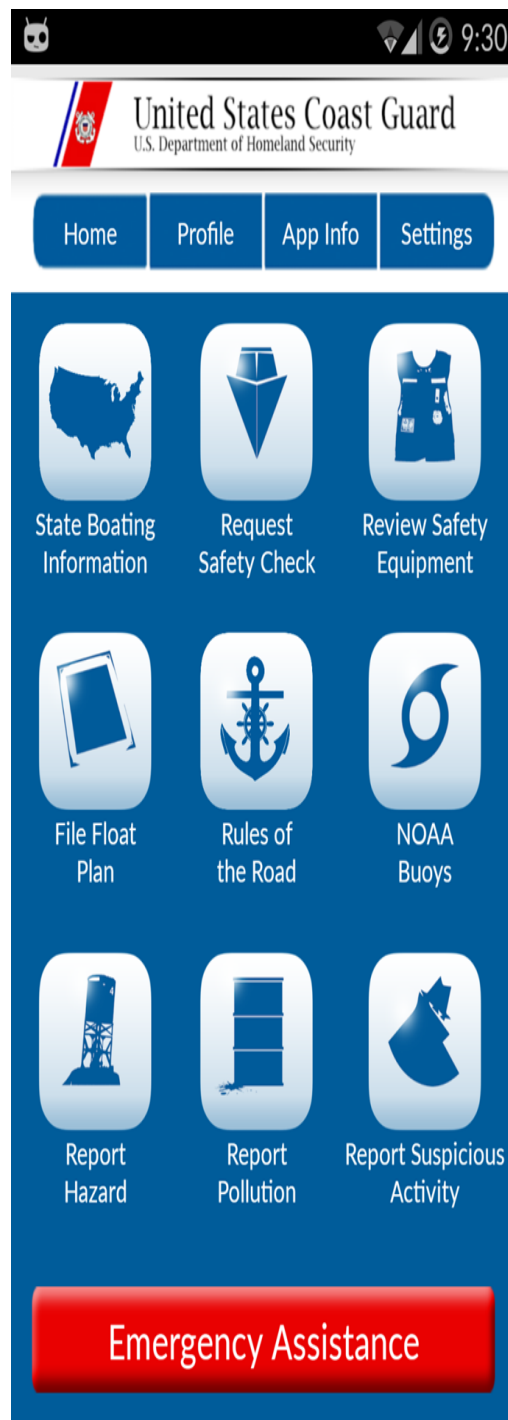 9:30
United States Coast Guard
U.S. Department of Homeland Security
Home Profile App Info Settings
State Boating
Information
Request
Safety Check
Review Safety
Equipment
File Float
Plan
Rules of
the Road
NOAA
Buoys
Report
Hazard
Report
Pollution
Report Suspicious
Activity
Emergency Assistance